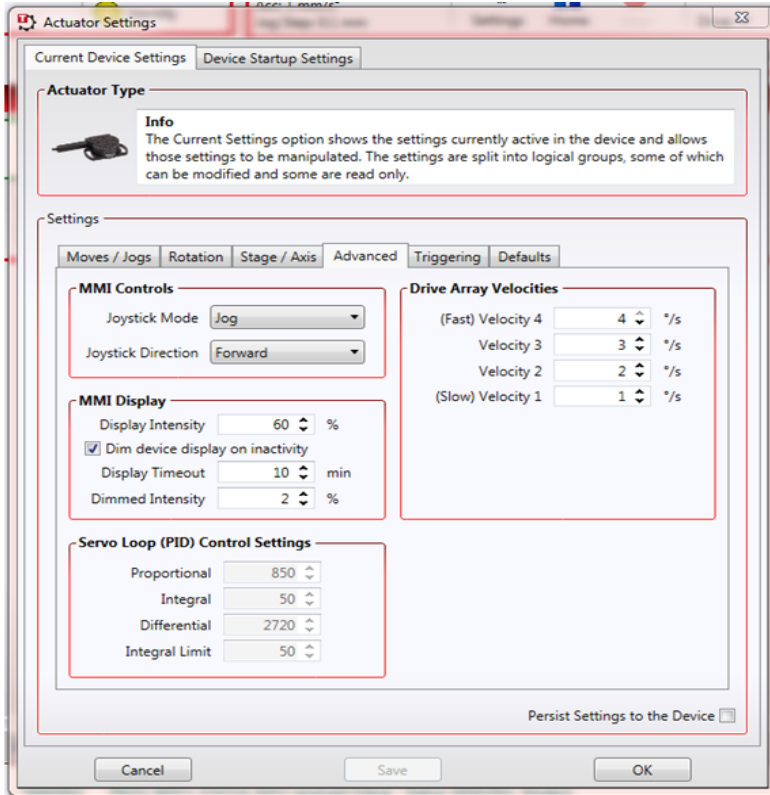 Acc: 1 mm/s²
Settings
Home
Actuator Settings
Current Device Settings Device Startup Settings
Actuator Type
Info
The Current Settings option shows the settings currently active in the device and allows
those settings to be manipulated. The settings are split into logical groups, some of which
can be modified and some are read only.
Settings
Moves / Jogs Rotation Stage / Axis Advanced Triggering Defaults
MMI Controls
Joystick Mode Jog
Joystick Direction Forward
MMI Display
Display Intensity 60 %
Dim device display on inactivity
Display Timeout 10 min
Dimmed Intensity 2 %
Servo Loop (PID) Control Settings
Proportional 850
Integral 50
Differential 2720
Integral Limit 50
Drive Array Velocities
(Fast) Velocity 4 4 °/s
Velocity 3 3 °/s
Velocity 2 2 °/s
(Slow) Velocity 1 1 °/s
Persist Settings to the Device
Cancel Save OK